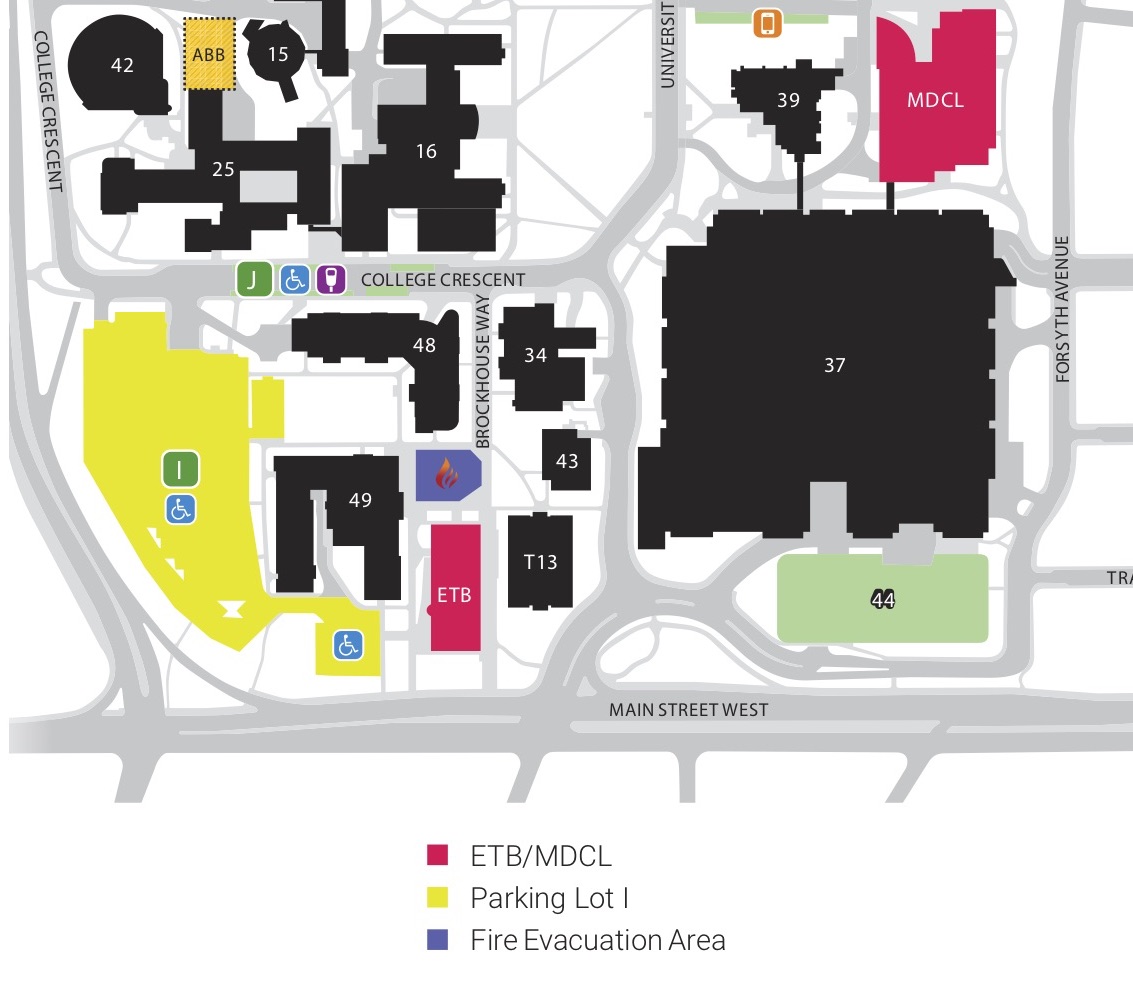 COLLEGE CRESCENT
42
ABB
15
25
16
UNIVERSIT
39
MDCL
J
COLLEGE CRESCENT
FORSYTH AVENUE
BROCKHOUSE WAY
48
34
37
I
49
43
ETB
T13
44
TRA
MAIN STREET WEST
ETB/MDCL
Parking Lot I
Fire Evacuation Area